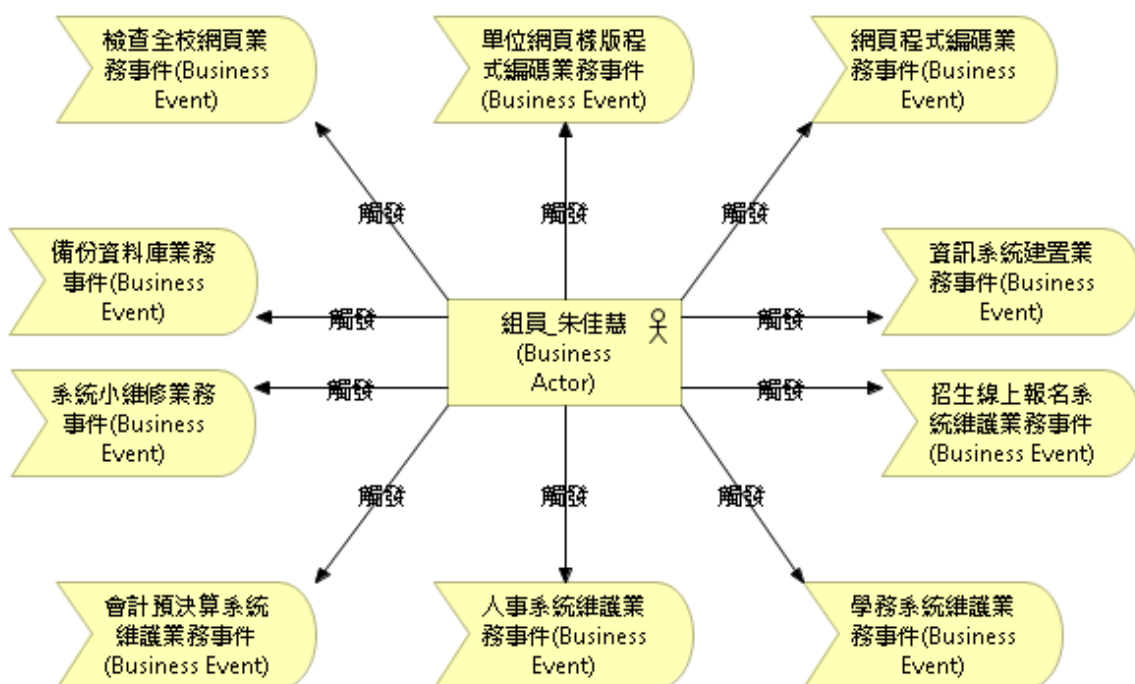 檢查全校網頁業
務事件(Business
Event)
單位網頁樣版程
式編碼業務事件
(Business Event)
網頁程式編碼業
務事件(Business
Event)
觸發
觸發
觸發
備份資料庫業務
事件(Business
Event)
觸發
組員_朱佳慧
(Business
Actor)
觸發
資訊系統建置業
務事件(Business
Event)
系統小維修業務
事件(Business
Event)
觸發
觸發
招生線上報名系
統維護業務事件
(Business Event)
觸發
觸發
觸發
會計預決算系統
維護業務事件
(Business Event)
人事系統維護業
務事件(Business
Event)
學務系統維護業
務事件(Business
Event)